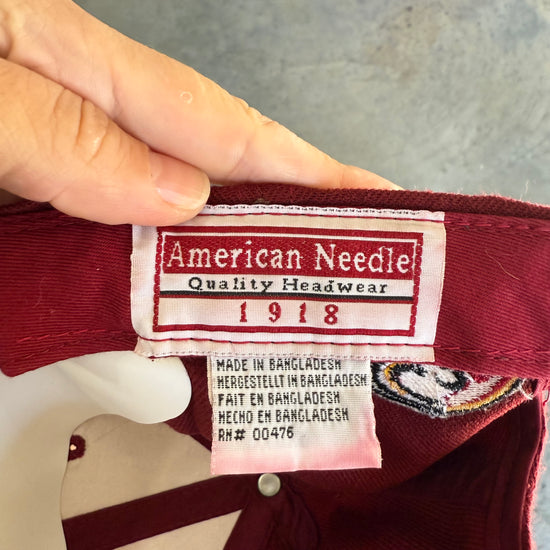 American Needle
Quality Headwear
1918
MADE IN BANGLADESH
HERGESTELLT IN BANGLADESH
FAIT EN BANGLADESH
HECHO EN BANGLADESH
RN# 00476